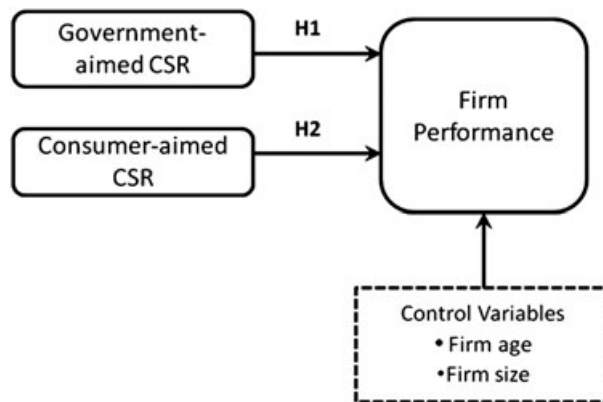 Government-
aimed CSR
H1
Firm
Performance
H2
Consumer-aimed
CSR
Control Variables
• Firm age
•Firm size